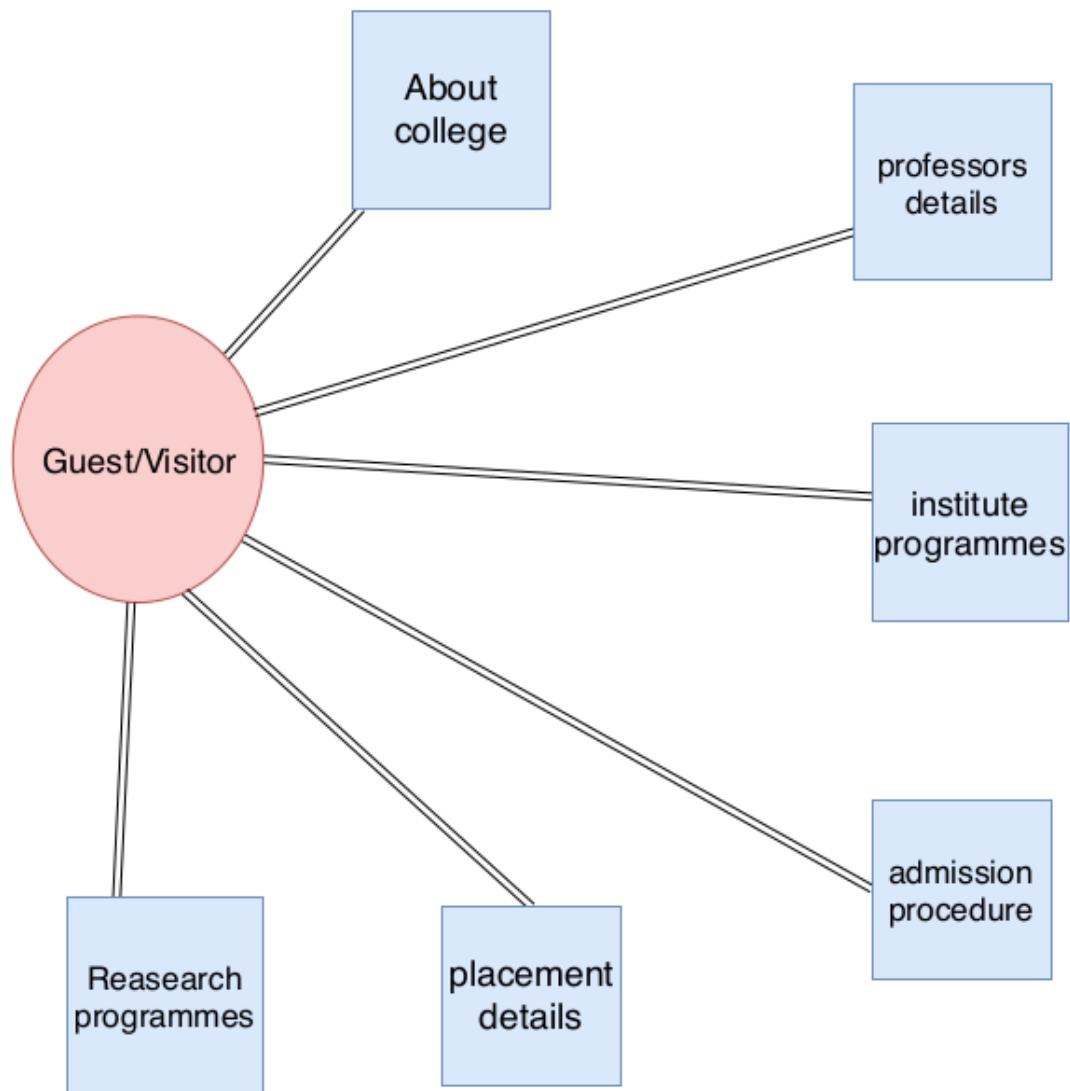 About
college
professors
details
Guest/Visitor
institute
programmes
admission
procedure
placement
details
Reasearch
programmes